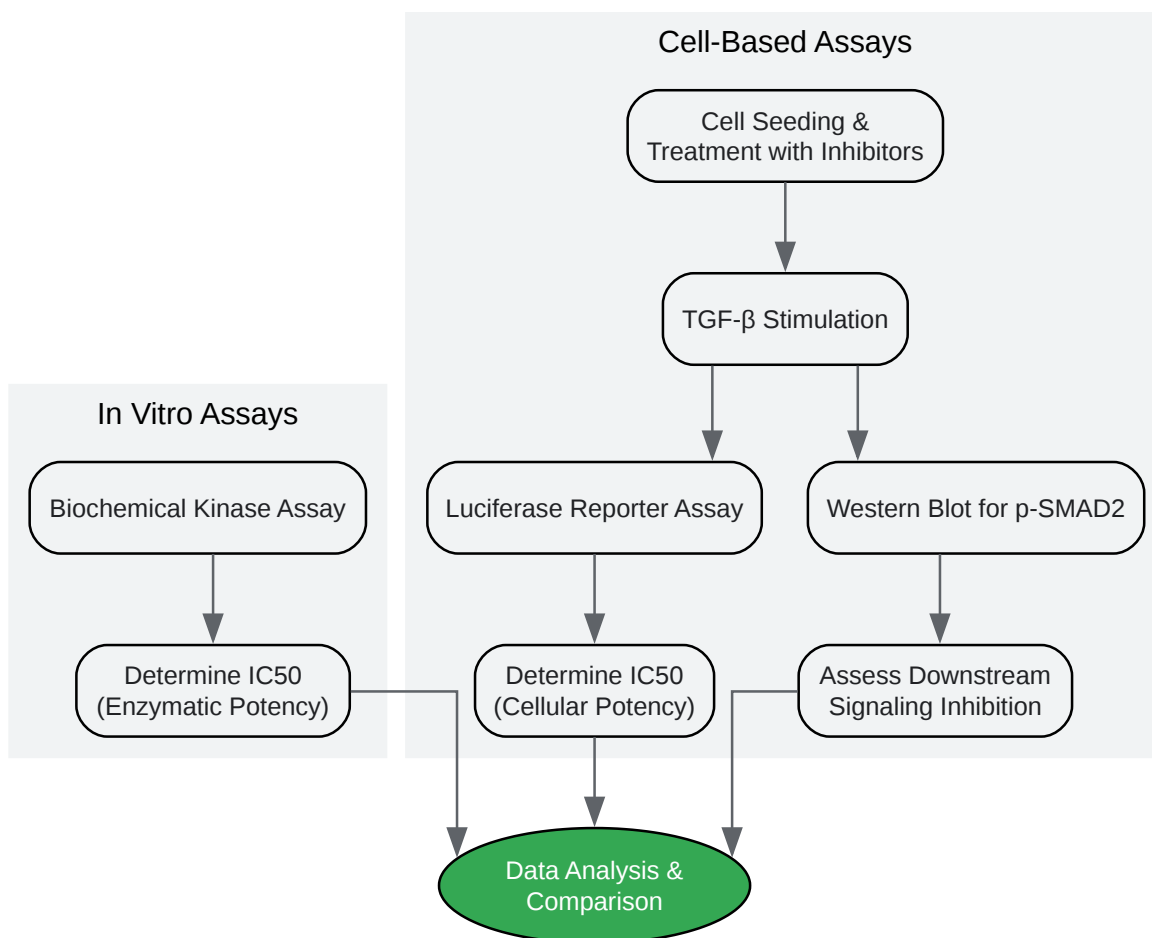 Cell-Based Assays
Cell Seeding &
Treatment with Inhibitors
TGF-β Stimulation
In Vitro Assays
Biochemical Kinase Assay
Luciferase Reporter Assay
Western Blot for p-SMAD2
Determine IC50
(Enzymatic Potency)
Determine IC50
(Cellular Potency)
Assess Downstream
Signaling Inhibition
Data Analysis &
Comparison